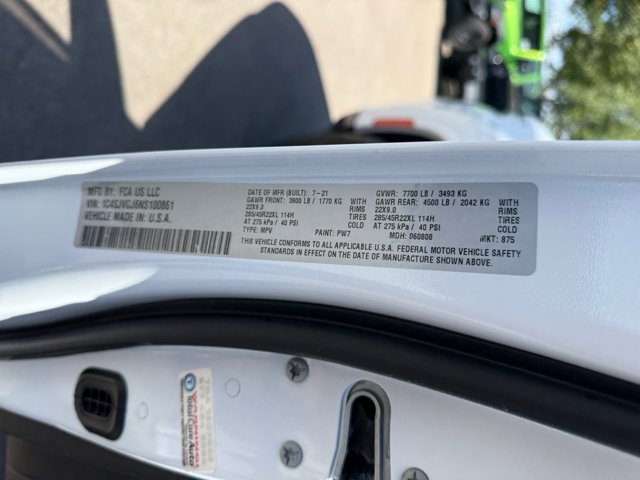 MFD BY: FCA US LLC
VIN: 1C4SJVGJ6NS100861
VEHICLE MADE IN: U.S.A.
DATE OF MFR (BUILT): 7-21
GAWR FRONT: 3900 LB / 1770 KG WITH
22X9.0 RIMS
285/45R22XL 114H TIRES
AT 275 kPa / 40 PSI COLD
TYPE: MPV PAINT: PW7
GVWR: 7700 LB / 3493 KG
GAWR REAR: 4500 LB / 2042 KG WITH
22X9.0 RIMS
285/45R22XL 114H TIRES
AT 275 kPa / 40 PSI COLD
MDH: 060808 MKT: 875
THIS VEHICLE CONFORMS TO ALL APPLICABLE U.S.A. FEDERAL MOTOR VEHICLE SAFETY
STANDARDS IN EFFECT ON THE DATE OF MANUFACTURE SHOWN ABOVE.
WARNING!
Total Care Auto